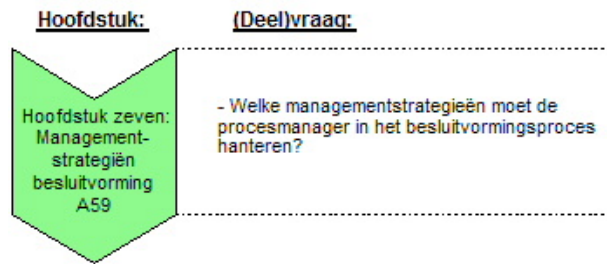 Hoofdstuk:
(Deel)vraag:
Hoofdstuk zeven:
Management-
strategiën
besluitvorming
A59
- Welke managementstrategieën moet de
procesmanager in het besluitvormingsproces
hanteren?